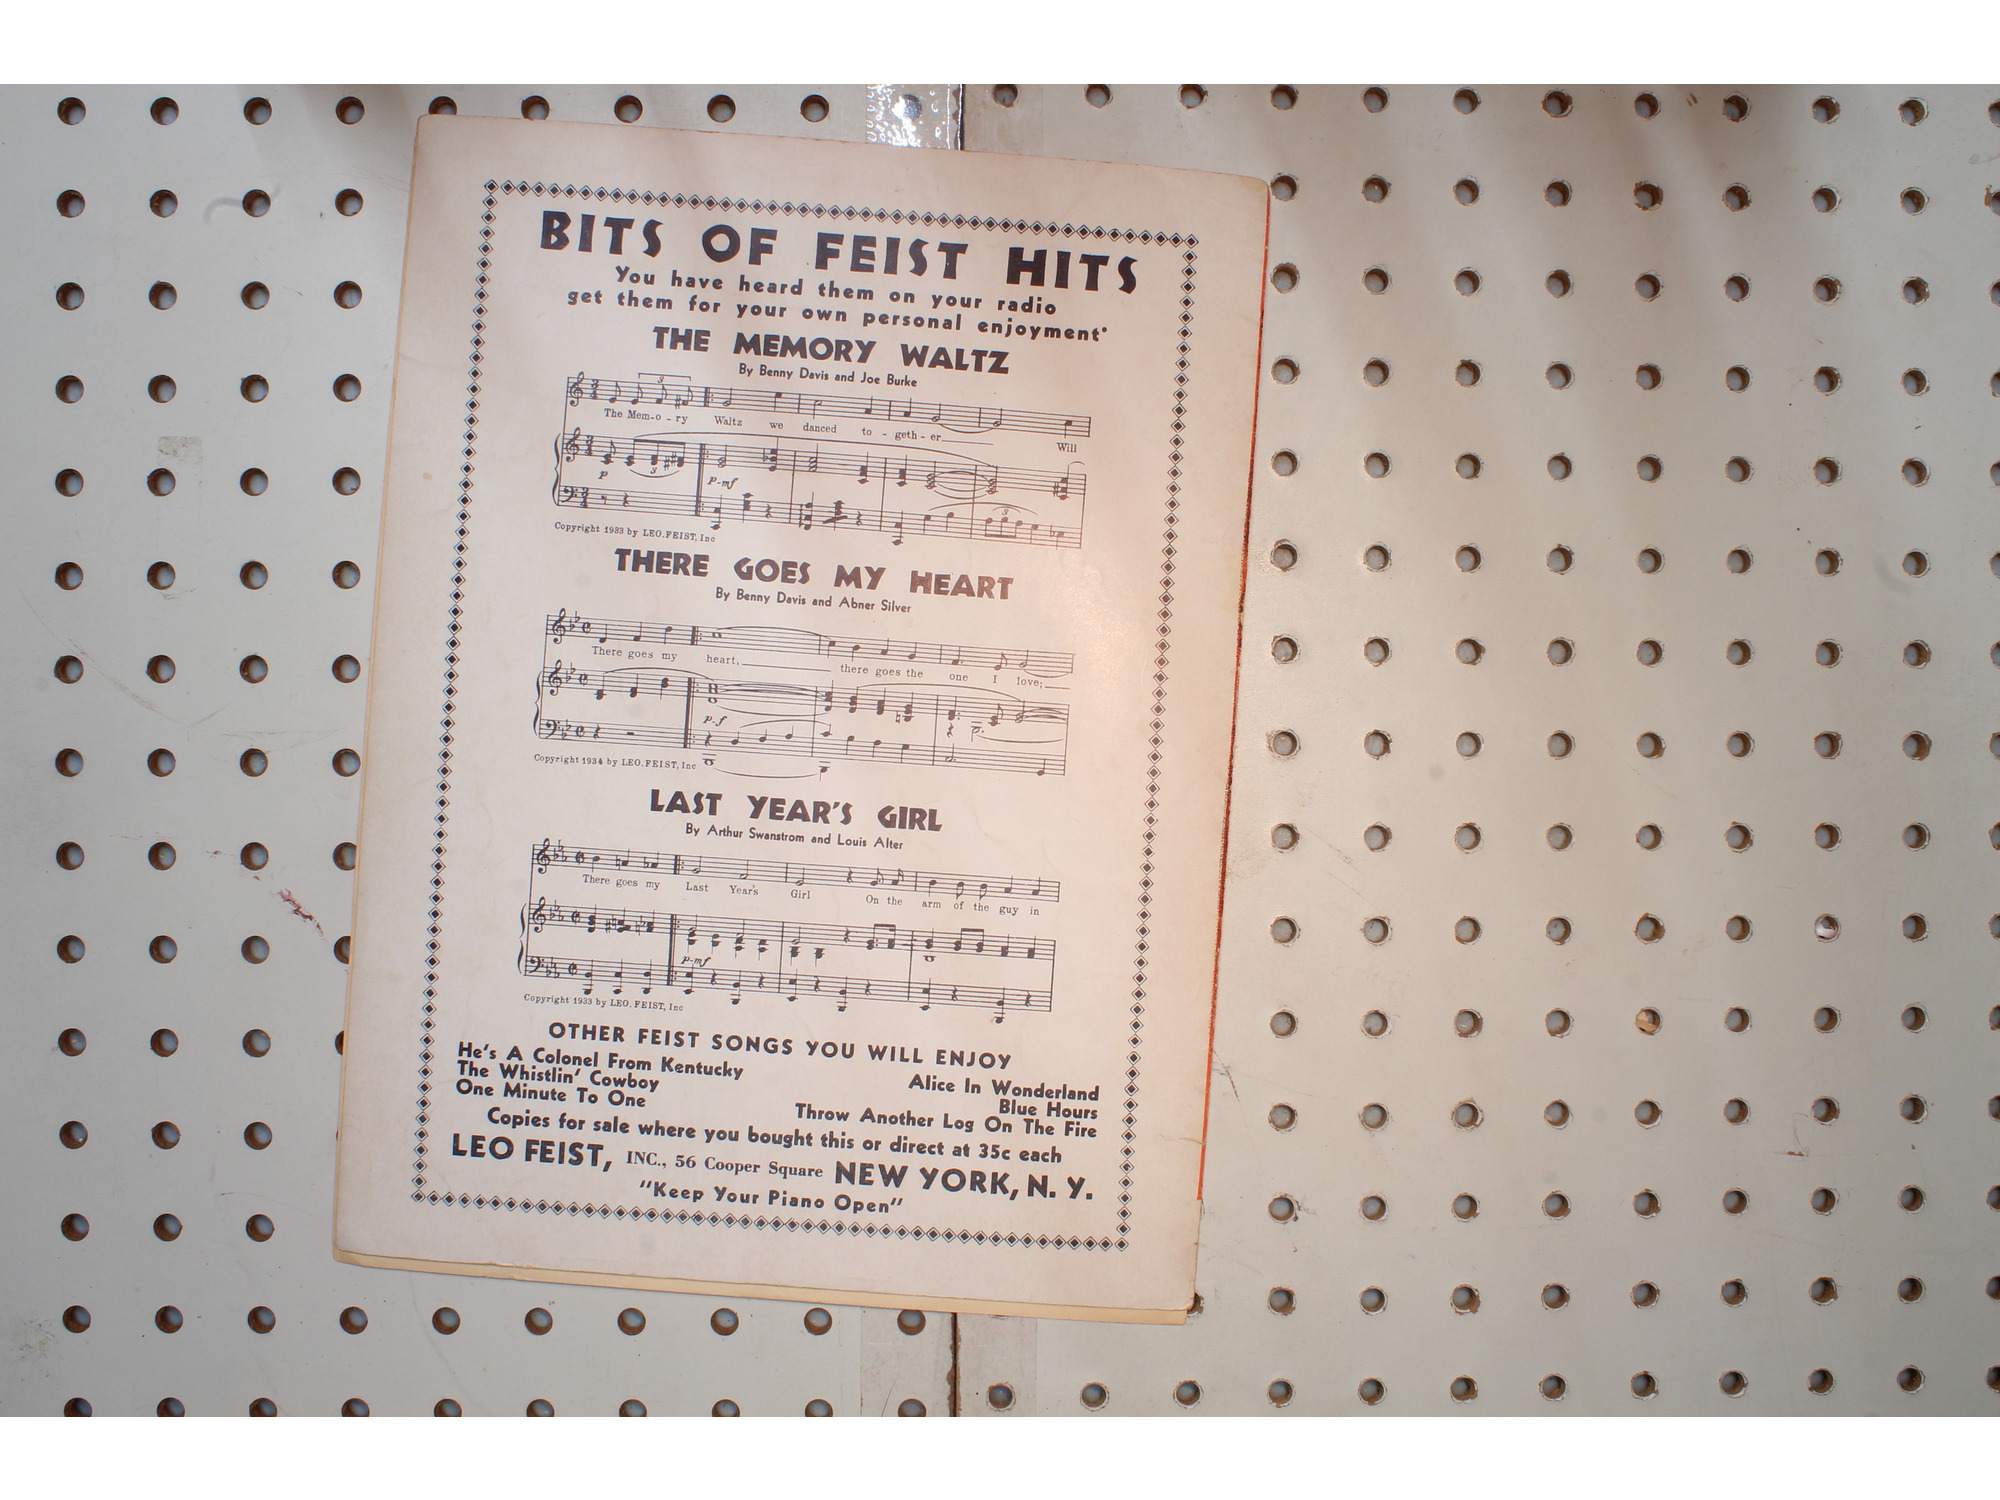 BITS OF FEIST HITS
You have heard them on your radio
get them for your own personal enjoyment"
THE MEMORY WALTZ
By Benny Davis and Joe Burke
3
The Mem-o-ry Waltz we danced to-geth-er Will
p 3 p-mf
3
Copyright 1933 by LEO.FEIST, Inc
THERE GOES MY HEART
By Benny Davis and Abner Silver
There goes my heart, there goes the one I love;
p-f
Copyright 1934 by LEO.FEIST, Inc
LAST YEAR'S GIRL
By Arthur Swanstrom and Louis Alter
There goes my Last Year's Girl On the arm of the guy in
p-mf
Copyright 1933 by LEO. FEIST, Inc
OTHER FEIST SONGS YOU WILL ENJOY
He's A Colonel From Kentucky
The Whistlin' Cowboy
One Minute To One
Alice In Wonderland
Blue Hours
Throw Another Log On The Fire
Copies for sale where you bought this or direct at 35c each
LEO FEIST, INC., 56 Cooper Square NEW YORK, N. Y.
"Keep Your Piano Open"